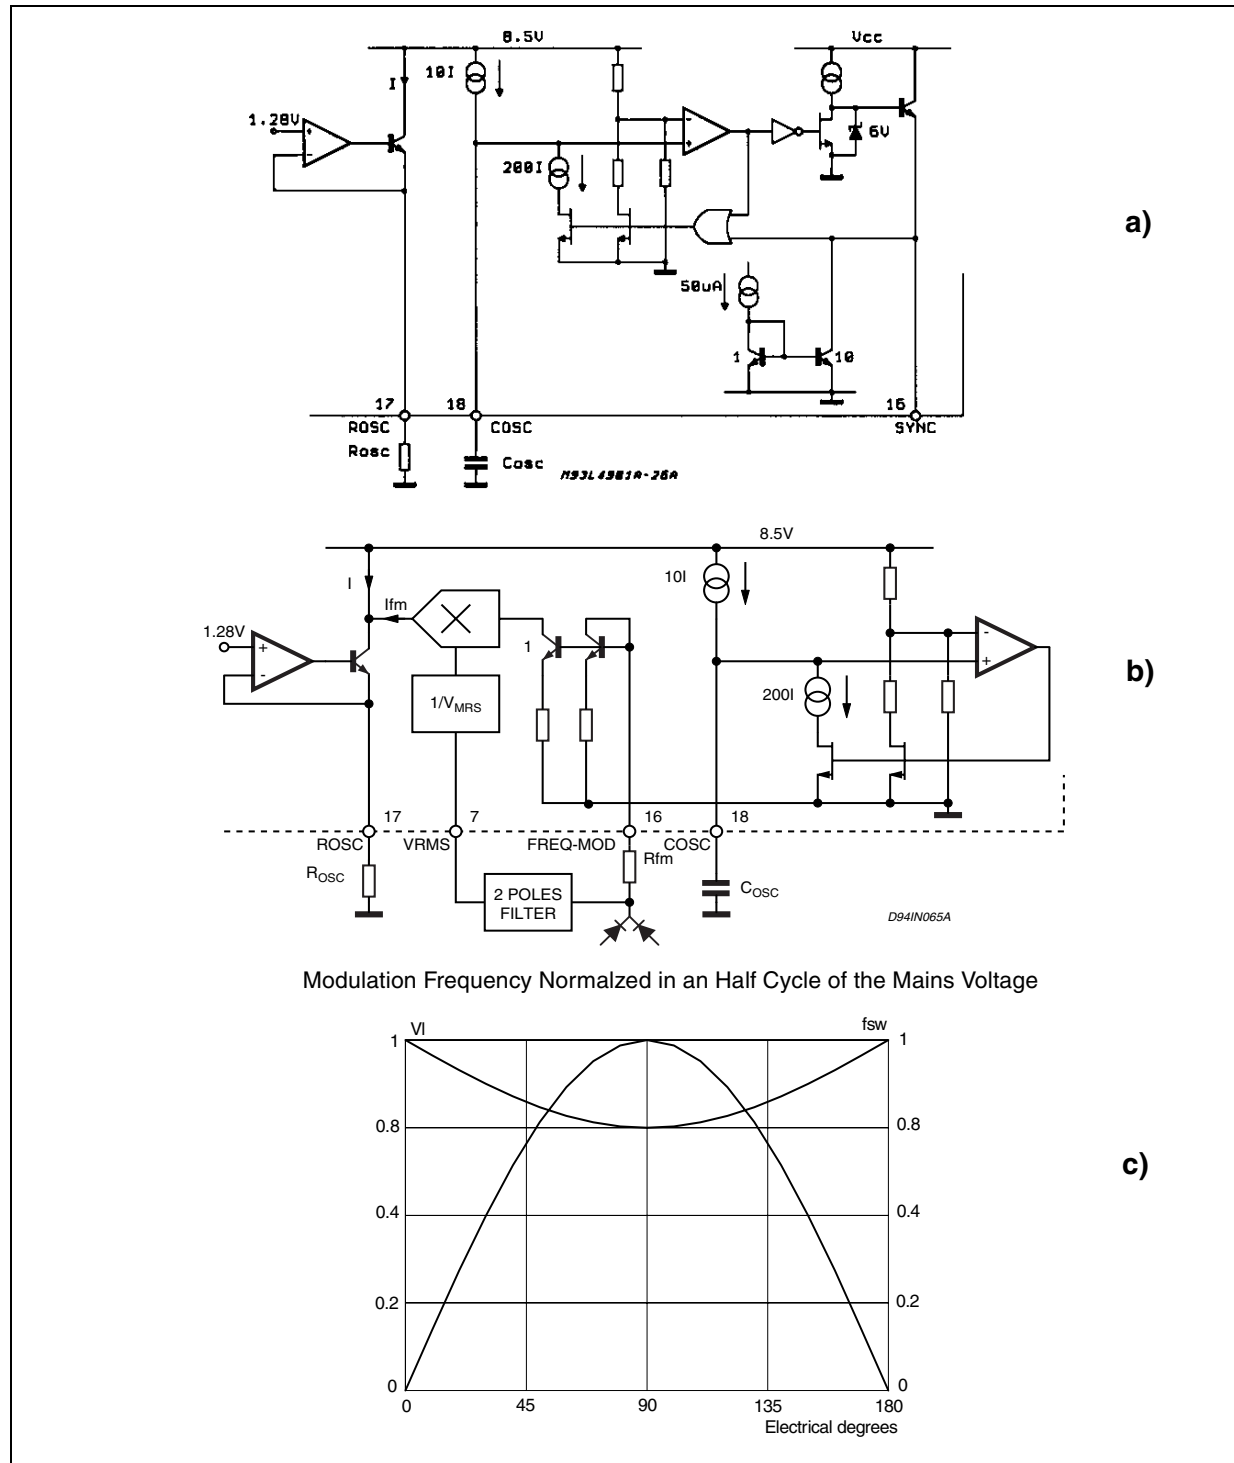 8.5V
Vcc
10I
I
1.28V
+
-
-
+
6V
200I
a)
50uA
1
10
17
18
16
ROSC
COSC
SYNC
Rosc
Cosc
M93L4981A-26A
8.5V
I
10I
Ifm
1.28V
+
-
1
-
+
b)
200I
1/VMRS
17
7
16
18
ROSC
VRMS
FREQ-MOD
COSC
Rfm
ROSC
2 POLES
FILTER
COSC
D94IN065A
Modulation Frequency Normalzed in an Half Cycle of the Mains Voltage
Vl
fsw
1
1
0.8
0.8
c)
0.4
0.4
0.2
0.2
0
0
0
45
90
135
180
Electrical degrees